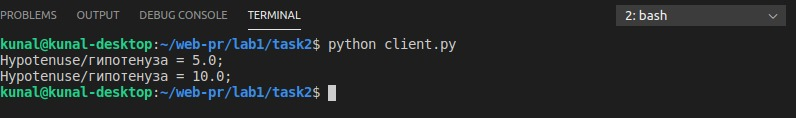 PROBLEMS OUTPUT DEBUG CONSOLE TERMINAL 2: bash
kunal@kunal-desktop:~/web-pr/lab1/task2$ python client.py
Hypotenuse/гипотенуза = 5.0;
Hypotenuse/гипотенуза = 10.0;
kunal@kunal-desktop:~/web-pr/lab1/task2$